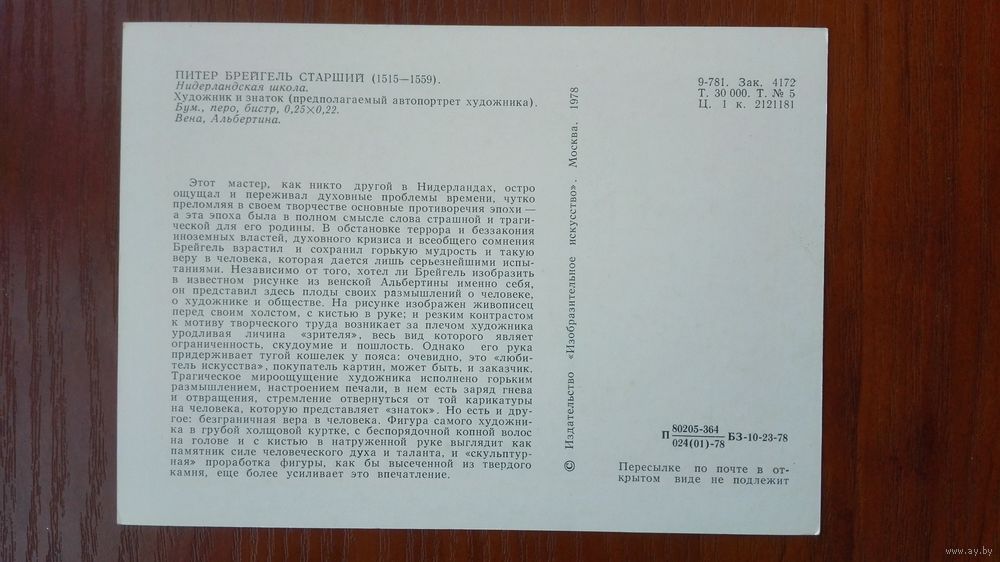 ПИТЕР БРЕЙГЕЛЬ СТАРШИЙ (1515—1559).
Нидерландская школа.
Художник и знаток (предполагаемый автопортрет художника).
Бум., перо, бистр, 0,25×0,22.
Вена, Альбертина.
Этот мастер, как никто другой в Нидерландах, остро
ощущал и переживал духовные проблемы времени, чутко
преломляя в своем творчестве основные противоречия эпохи —
а эта эпоха была в полном смысле слова страшной и траги-
ческой для его родины. В обстановке террора и беззакония
иноземных властей, духовного кризиса и всеобщего сомнения
Брейгель взрастил и сохранил горькую мудрость и такую
веру в человека, которая дается лишь серьезнейшими испы-
таниями. Независимо от того, хотел ли Брейгель изобразить
в известном рисунке из венской Альбертины именно себя,
он представил здесь плоды своих размышлений о человеке,
о художнике и обществе. На рисунке изображен живописец
перед своим холстом, с кистью в руке; и резким контрастом
к мотиву творческого труда возникает за плечом художника
уродливая личина «зрителя», весь вид которого являет
ограниченность, скудоумие и пошлость. Однако его рука
придерживает тугой кошелек у пояса: очевидно, это «люби-
тель искусства», покупатель картин, может быть, и заказчик.
Трагическое мироощущение художника исполнено горьким
размышлением, настроением печали, в нем есть заряд гнева
и отвращения, стремление отвернуться от той карикатуры
на человека, которую представляет «знаток». Но есть и дру-
гое: безграничная вера в человека. Фигура самого художни-
ка в грубой холщовой куртке, с беспорядочной копной волос
на голове и с кистью в натруженной руке выглядит как
памятник силе человеческого духа и таланта, и «скульптур-
ная» проработка фигуры, как бы высеченной из твердого
камня, еще более усиливает это впечатление.
© Издательство «Изобразительное искусство». Москва. 1978
9-781. Зак. 4172
Т. 30 000. Т. № 5
Ц. 1 к. 2121181
П 80205-364
024(01)-78 БЗ-10-23-78
Пересылке по почте в от-
крытом виде не подлежит
www.ay.by